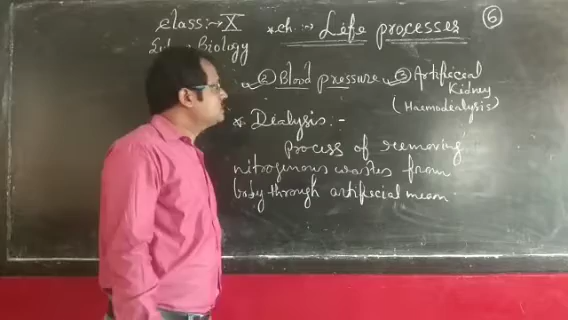 Class:→ X
Biology
*ch :→ Life processes
6
② Blood pressure ③ Artificial
Kidney
(Haemodialysis)
* Dialysis :-
process of removing
nitrogenous wastes from
body through artificial mean.